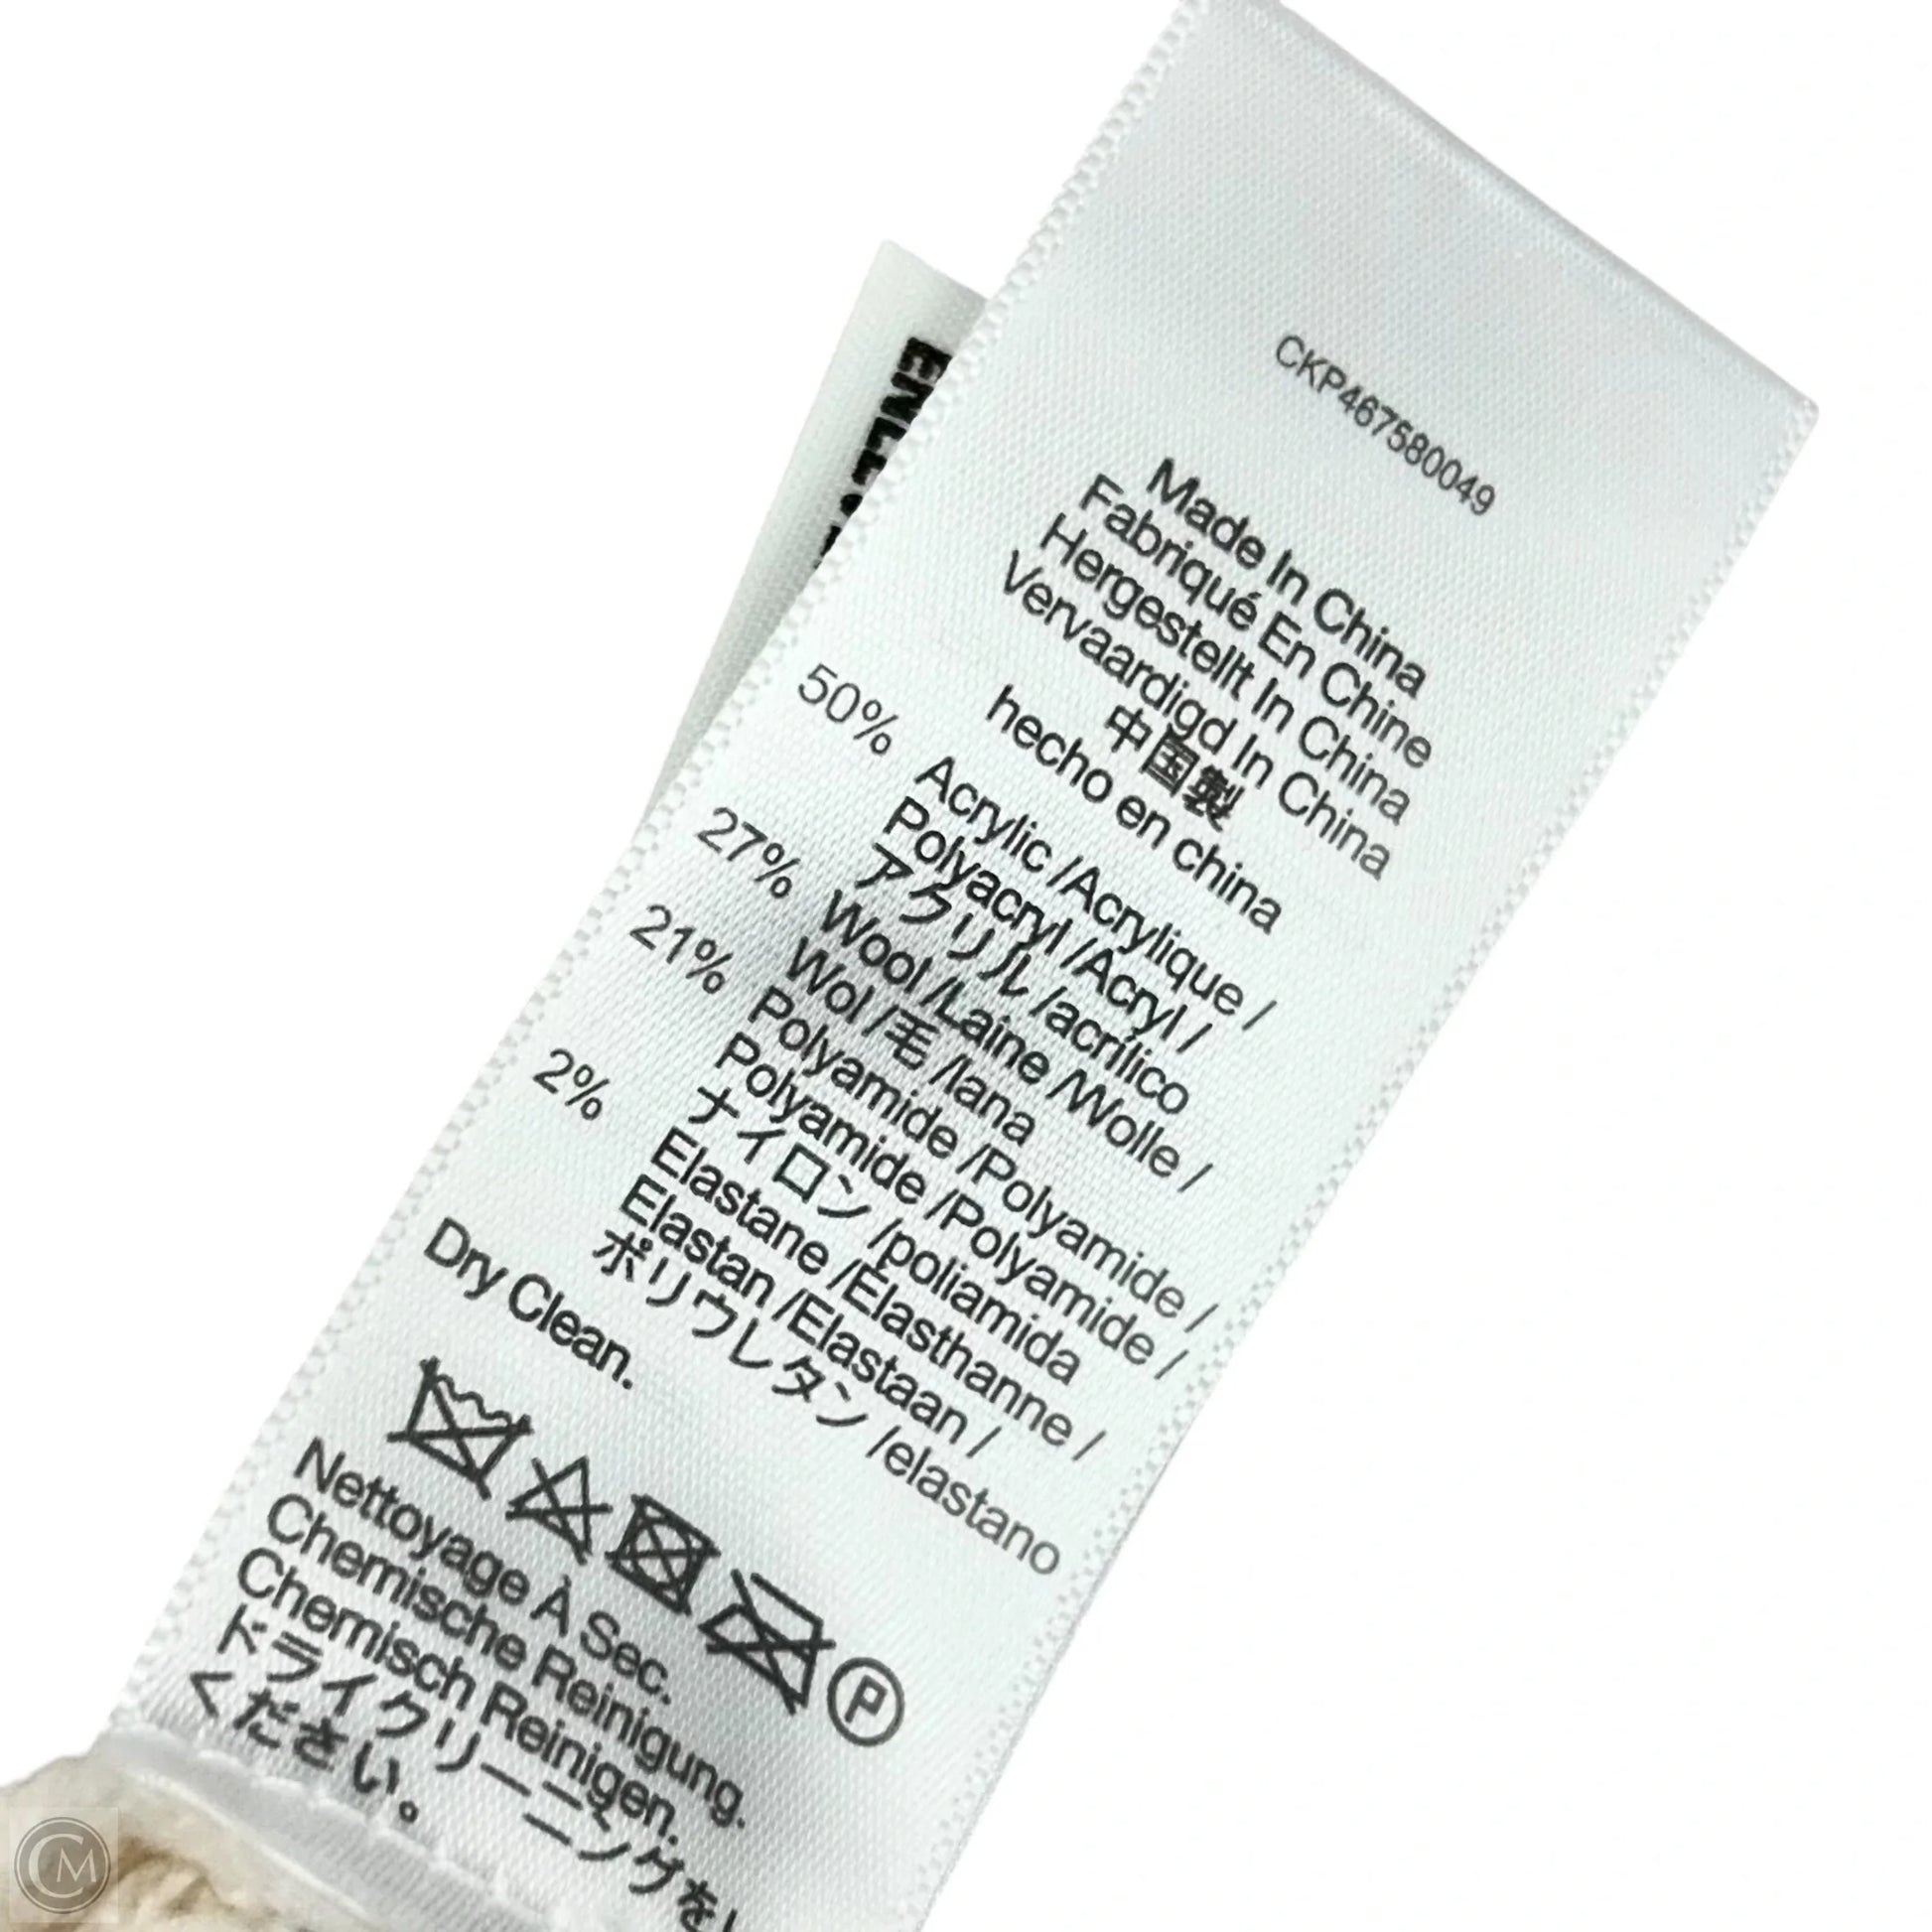 CKP467580049
Made In China
Fabriqué En Chine
Hergestellt In China
Vervaardigd In China
中国製
hecho en china
50% Acrylic /Acrylique /
Polyacryl /Acryl /
アクリル /acrílico
27% Wool /Laine /Wolle /
Wol /毛 /lana
21% Polyamide /Polyamide /
Polyamide /Polyamide /
ナイロン /poliamida
2% Elastane /Élasthanne /
Elastan /Elastaan /
ポリウレタン /elastano
Dry Clean.
P
Nettoyage À Sec.
Chemische Reinigung.
Chemisch Reinigen.
ドライクリーニングを
ください。
CM